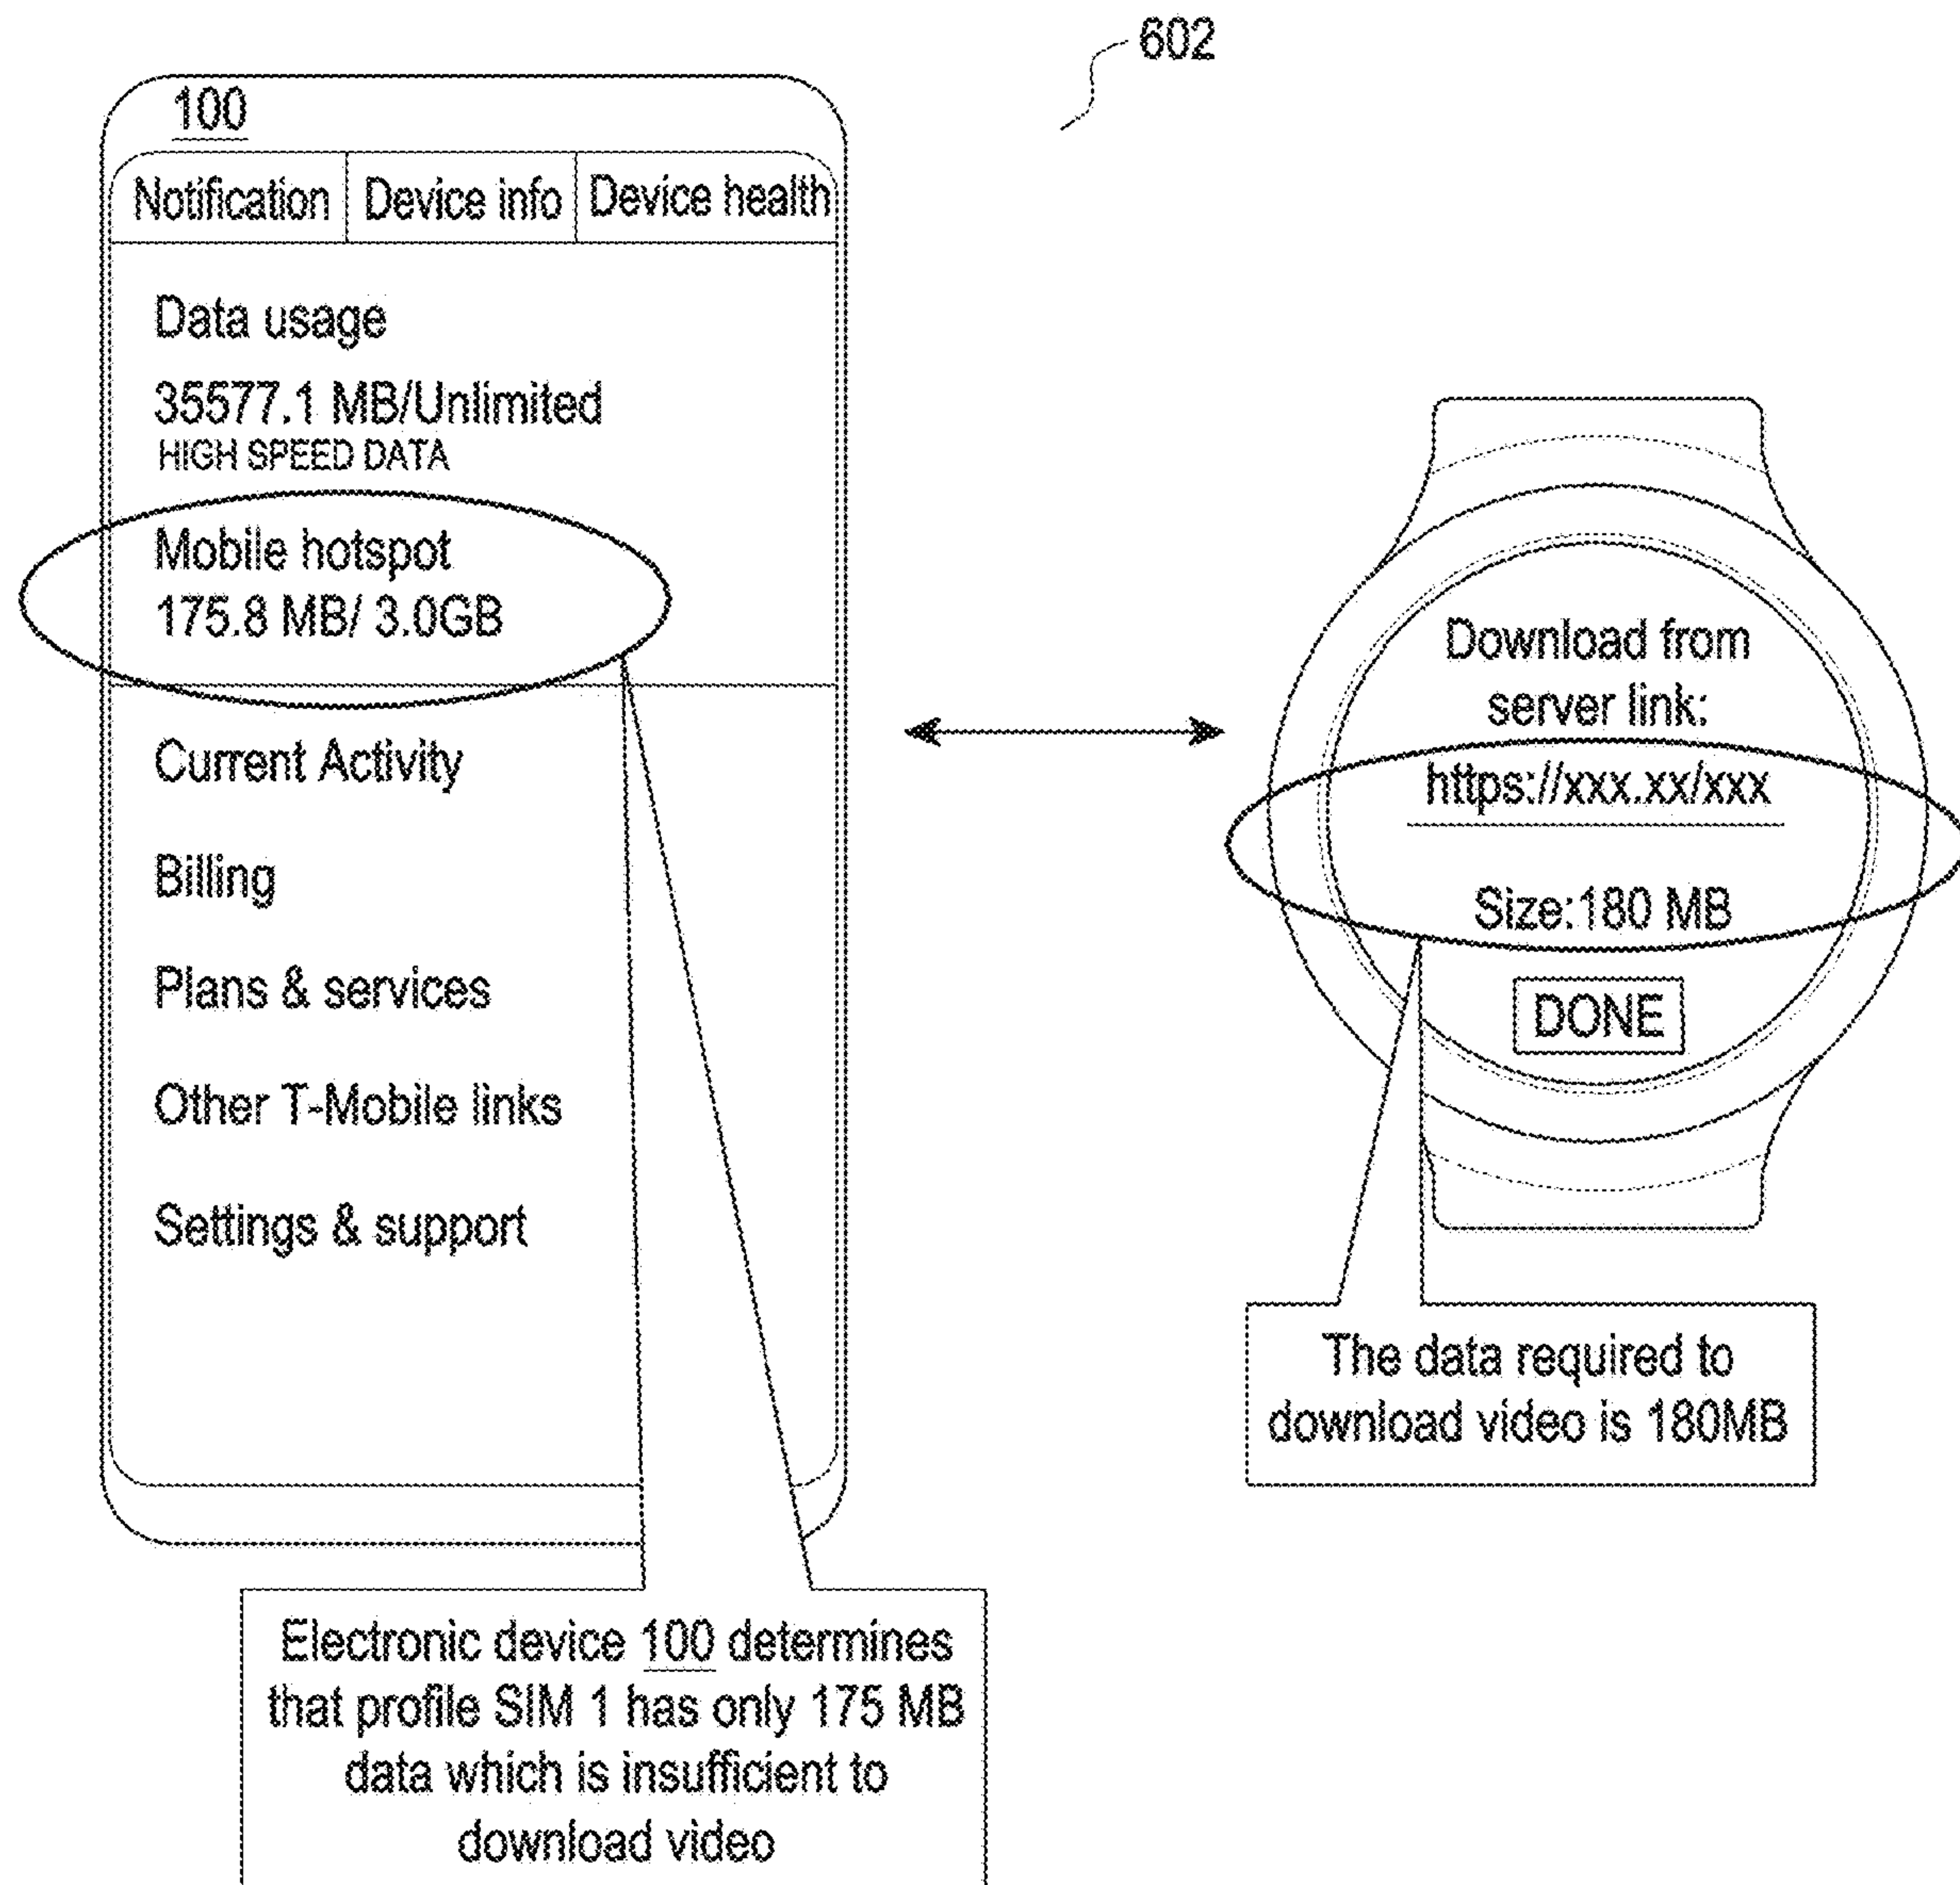 602
100
Notification Device info Device health
Data usage
35577.1 MB/Unlimited
HIGH SPEED DATA
Mobile hotspot
175.8 MB/ 3.0GB
Current Activity
Billing
Plans & services
Other T-Mobile links
Settings & support
Electronic device 100 determines
that profile SIM 1 has only 175 MB
data which is insufficient to
download video
Download from
server link:
https://xxx.xx/xxx
Size:180 MB
DONE
The data required to
download video is 180MB